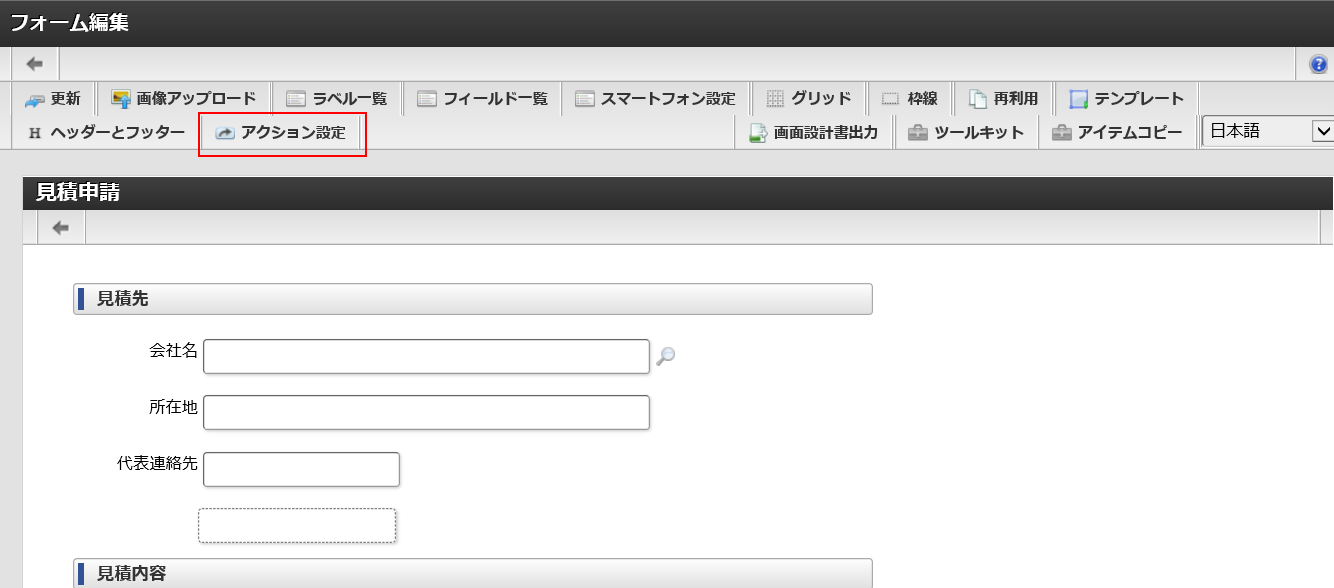 フォーム編集
更新 画像アップロード ラベル一覧 フィールド一覧 スマートフォン設定 グリッド 枠線 再利用 テンプレート
H ヘッダーとフッター アクション設定 画面設計書出力 ツールキット アイテムコピー 日本語
見積申請
見積先
会社名
所在地
代表連絡先
見積内容